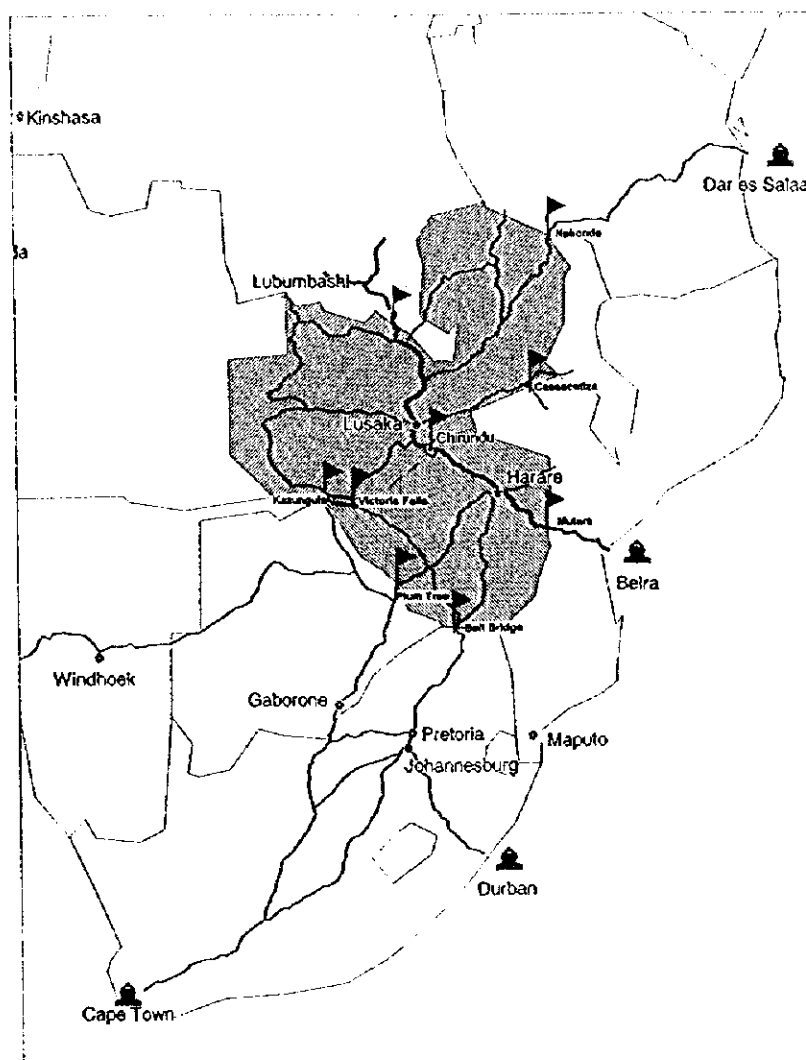 Kinshasa
Dar es Salaa
Nakonde
Lubumbashi
Lusaka
Chirundu
Harare
Kazungula
Victoria Falls
Mutare
Beira
Plum Tree
Beit Bridge
Windhoek
Gaborone
Pretoria
Maputo
Johannesburg
Durban
Cape Town